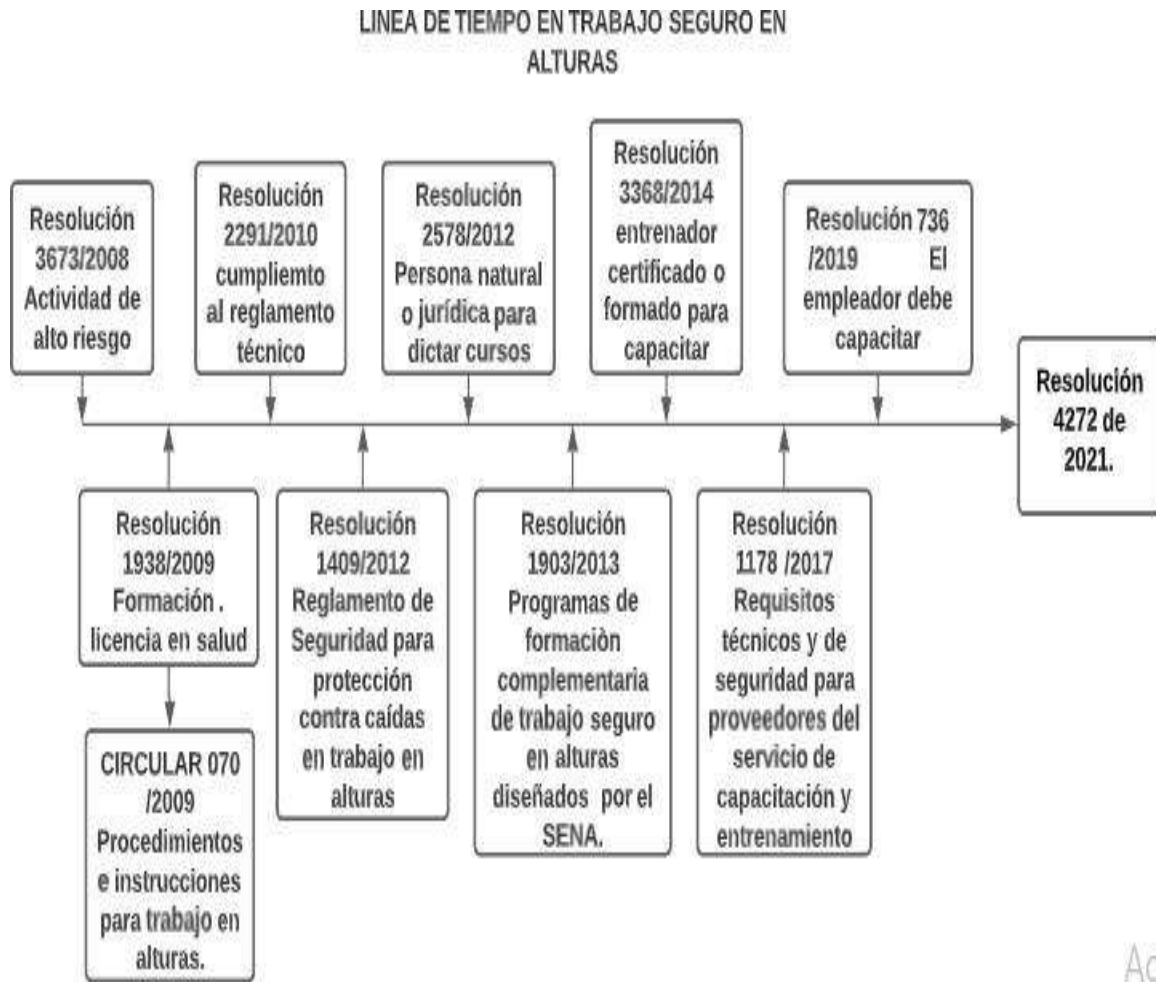 LINEA DE TIEMPO EN TRABAJO SEGURO EN
ALTURAS
Resolución
3673/2008
Actividad de
alto riesgo
Resolución
2291/2010
cumpliemto
al reglamento
técnico
Resolución
2578/2012
Persona natural
o jurídica para
dictar cursos
Resolución
3368/2014
entrenador
certificado o
formado para
capacitar
Resolución 736
/2019 El
empleador debe
capacitar
Resolución
4272 de
2021.
Resolución
1938/2009
Formación .
licencia en salud
CIRCULAR 070
/2009
Procedimientos
e instrucciones
para trabajo en
alturas.
Resolución
1409/2012
Reglamento de
Seguridad para
protección
contra caídas
en trabajo en
alturas
Resolución
1903/2013
Programas de
formaciòn
complementaria
de trabajo seguro
en alturas
diseñados por el
SENA.
Resolución
1178 /2017
Requisitos
técnicos y de
seguridad para
proveedores del
servicio de
capacitación y
entrenamiento